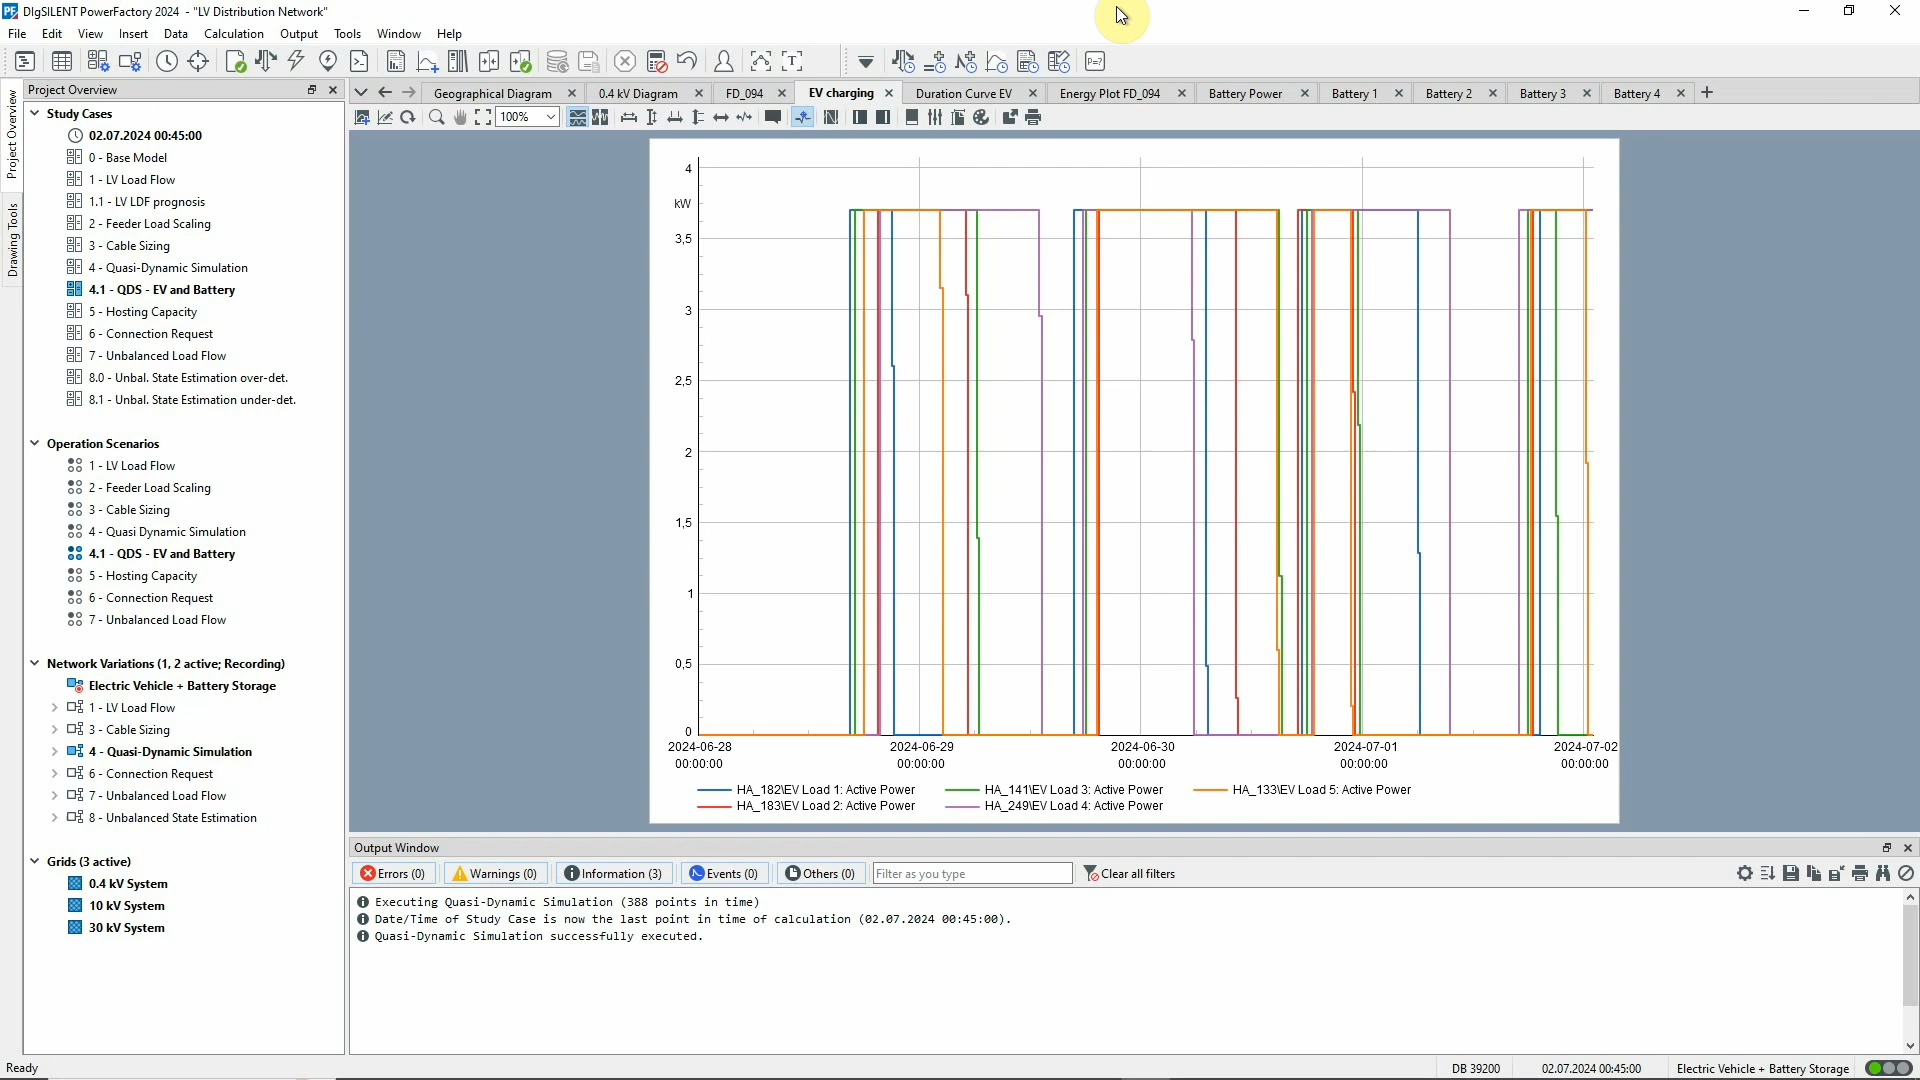 DIgSILENT PowerFactory 2024 - "LV Distribution Network"
File Edit View Insert Data Calculation Output Tools Window Help
Project Overview
Geographical Diagram 0.4 kV Diagram FD_094 EV charging Duration Curve EV Energy Plot FD_094 Battery Power Battery 1 Battery 2 Battery 3 Battery 4
100%
Project Overview
Drawing Tools
Study Cases
02.07.2024 00:45:00
0 - Base Model
1 - LV Load Flow
1.1 - LV LDF prognosis
2 - Feeder Load Scaling
3 - Cable Sizing
4 - Quasi-Dynamic Simulation
4.1 - QDS - EV and Battery
5 - Hosting Capacity
6 - Connection Request
7 - Unbalanced Load Flow
8.0 - Unbal. State Estimation over-det.
8.1 - Unbal. State Estimation under-det.
Operation Scenarios
1 - LV Load Flow
2 - Feeder Load Scaling
3 - Cable Sizing
4 - Quasi Dynamic Simulation
4.1 - QDS - EV and Battery
5 - Hosting Capacity
6 - Connection Request
7 - Unbalanced Load Flow
Network Variations (1, 2 active; Recording)
Electric Vehicle + Battery Storage
1 - LV Load Flow
3 - Cable Sizing
4 - Quasi-Dynamic Simulation
6 - Connection Request
7 - Unbalanced Load Flow
8 - Unbalanced State Estimation
Grids (3 active)
0.4 kV System
10 kV System
30 kV System
4
kW
3,5
3
2,5
2
1,5
1
0,5
0
2024-06-28 2024-06-29 2024-06-30 2024-07-01 2024-07-02
00:00:00 00:00:00 00:00:00 00:00:00 00:00:00
HA_182\EV Load 1: Active Power HA_141\EV Load 3: Active Power HA_133\EV Load 5: Active Power
HA_183\EV Load 2: Active Power HA_249\EV Load 4: Active Power
Output Window
Errors (0) Warnings (0) Information (3) Events (0) Others (0) Filter as you type Clear all filters
Executing Quasi-Dynamic Simulation (388 points in time)
Date/Time of Study Case is now the last point in time of calculation (02.07.2024 00:45:00).
Quasi-Dynamic Simulation successfully executed.
Ready DB 39200 02.07.2024 00:45:00 Electric Vehicle + Battery Storage